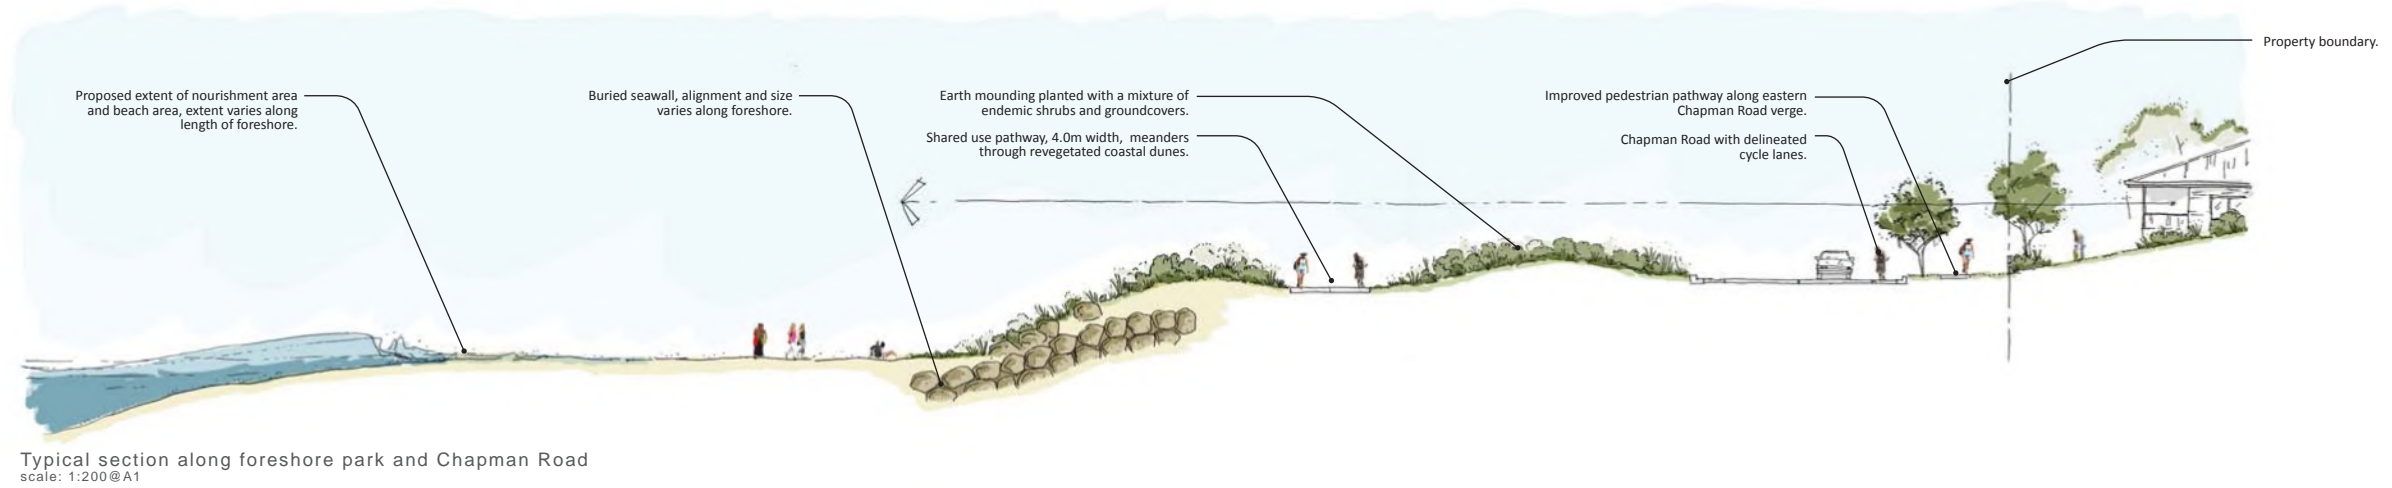 Property boundary.
Proposed extent of nourishment area
and beach area, extent varies along
length of foreshore.
Buried seawall, alignment and size
varies along foreshore.
Earth mounding planted with a mixture of
endemic shrubs and groundcovers.
Shared use pathway, 4.0m width, meanders
through revegetated coastal dunes.
Improved pedestrian pathway along eastern
Chapman Road verge.
Chapman Road with delineated
cycle lanes.
Typical section along foreshore park and Chapman Road
scale: 1:200@A1